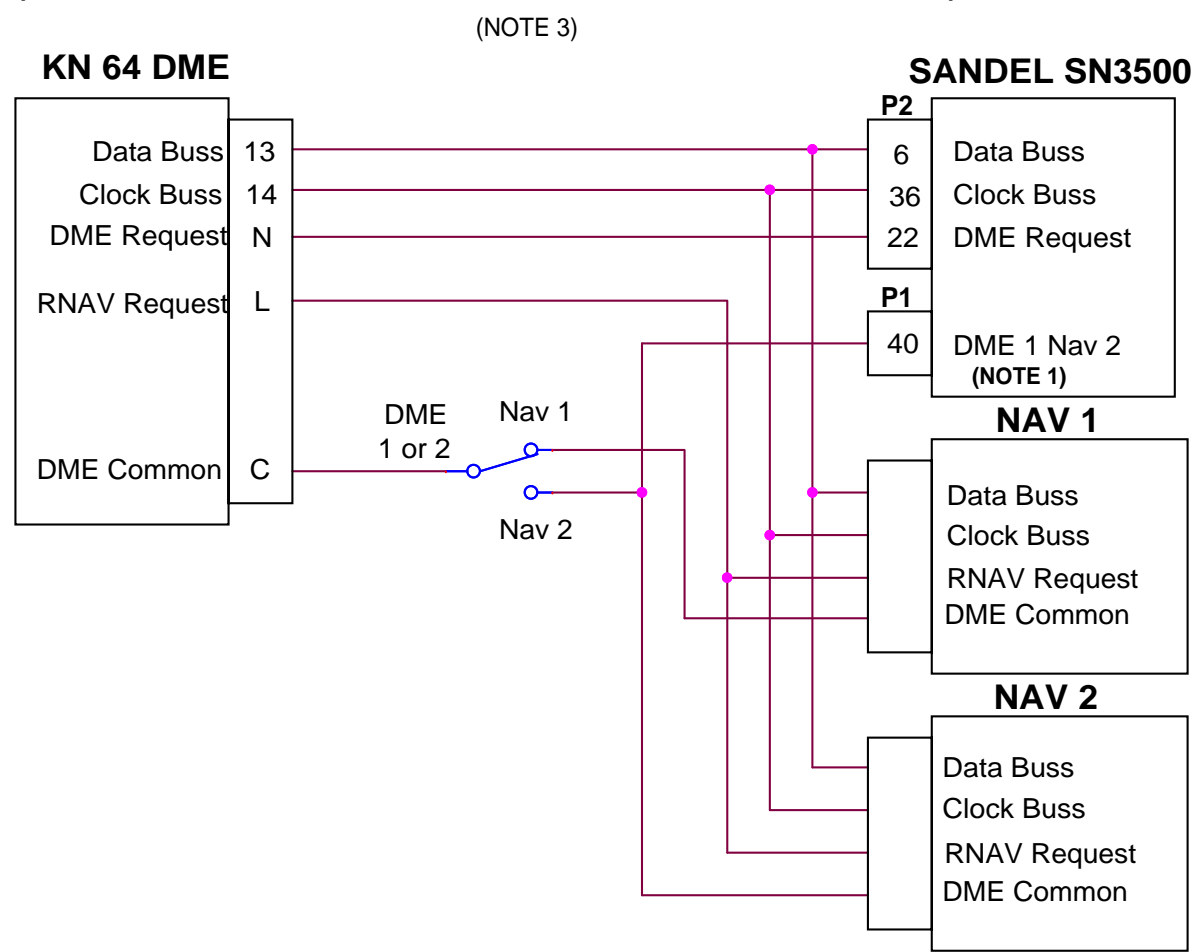 (NOTE 3)
KN 64 DME
Data Buss 13
Clock Buss 14
DME Request N
RNAV Request L
DME Common C
DME
1 or 2
Nav 1
Nav 2
SANDEL SN3500
P2
6 Data Buss
36 Clock Buss
22 DME Request
P1
40 DME 1 Nav 2
(NOTE 1)
NAV 1
Data Buss
Clock Buss
RNAV Request
DME Common
NAV 2
Data Buss
Clock Buss
RNAV Request
DME Common